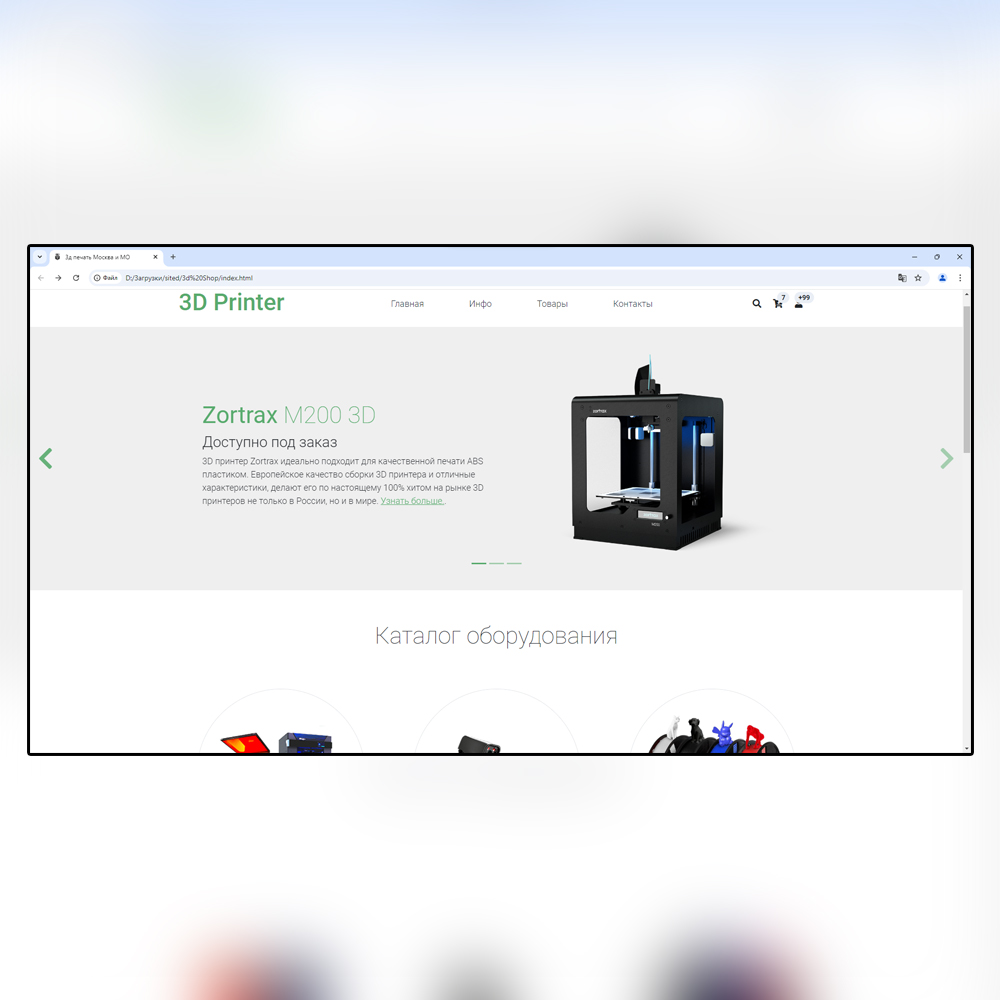 3д печать Москва и МО
Файл
D:/Загрузки/sited/3d%20Shop/index.html
3D Printer
Главная
Инфо
Товары
Контакты
7
+99
Zortrax M200 3D
Доступно под заказ
3D принтер Zortrax идеально подходит для качественной печати ABS
пластиком. Европейское качество сборки 3D принтера и отличные
характеристики, делают его по настоящему 100% хитом на рынке 3D
принтеров не только в России, но и в мире. Узнать больше .
zortrax
M200
Каталог оборудования